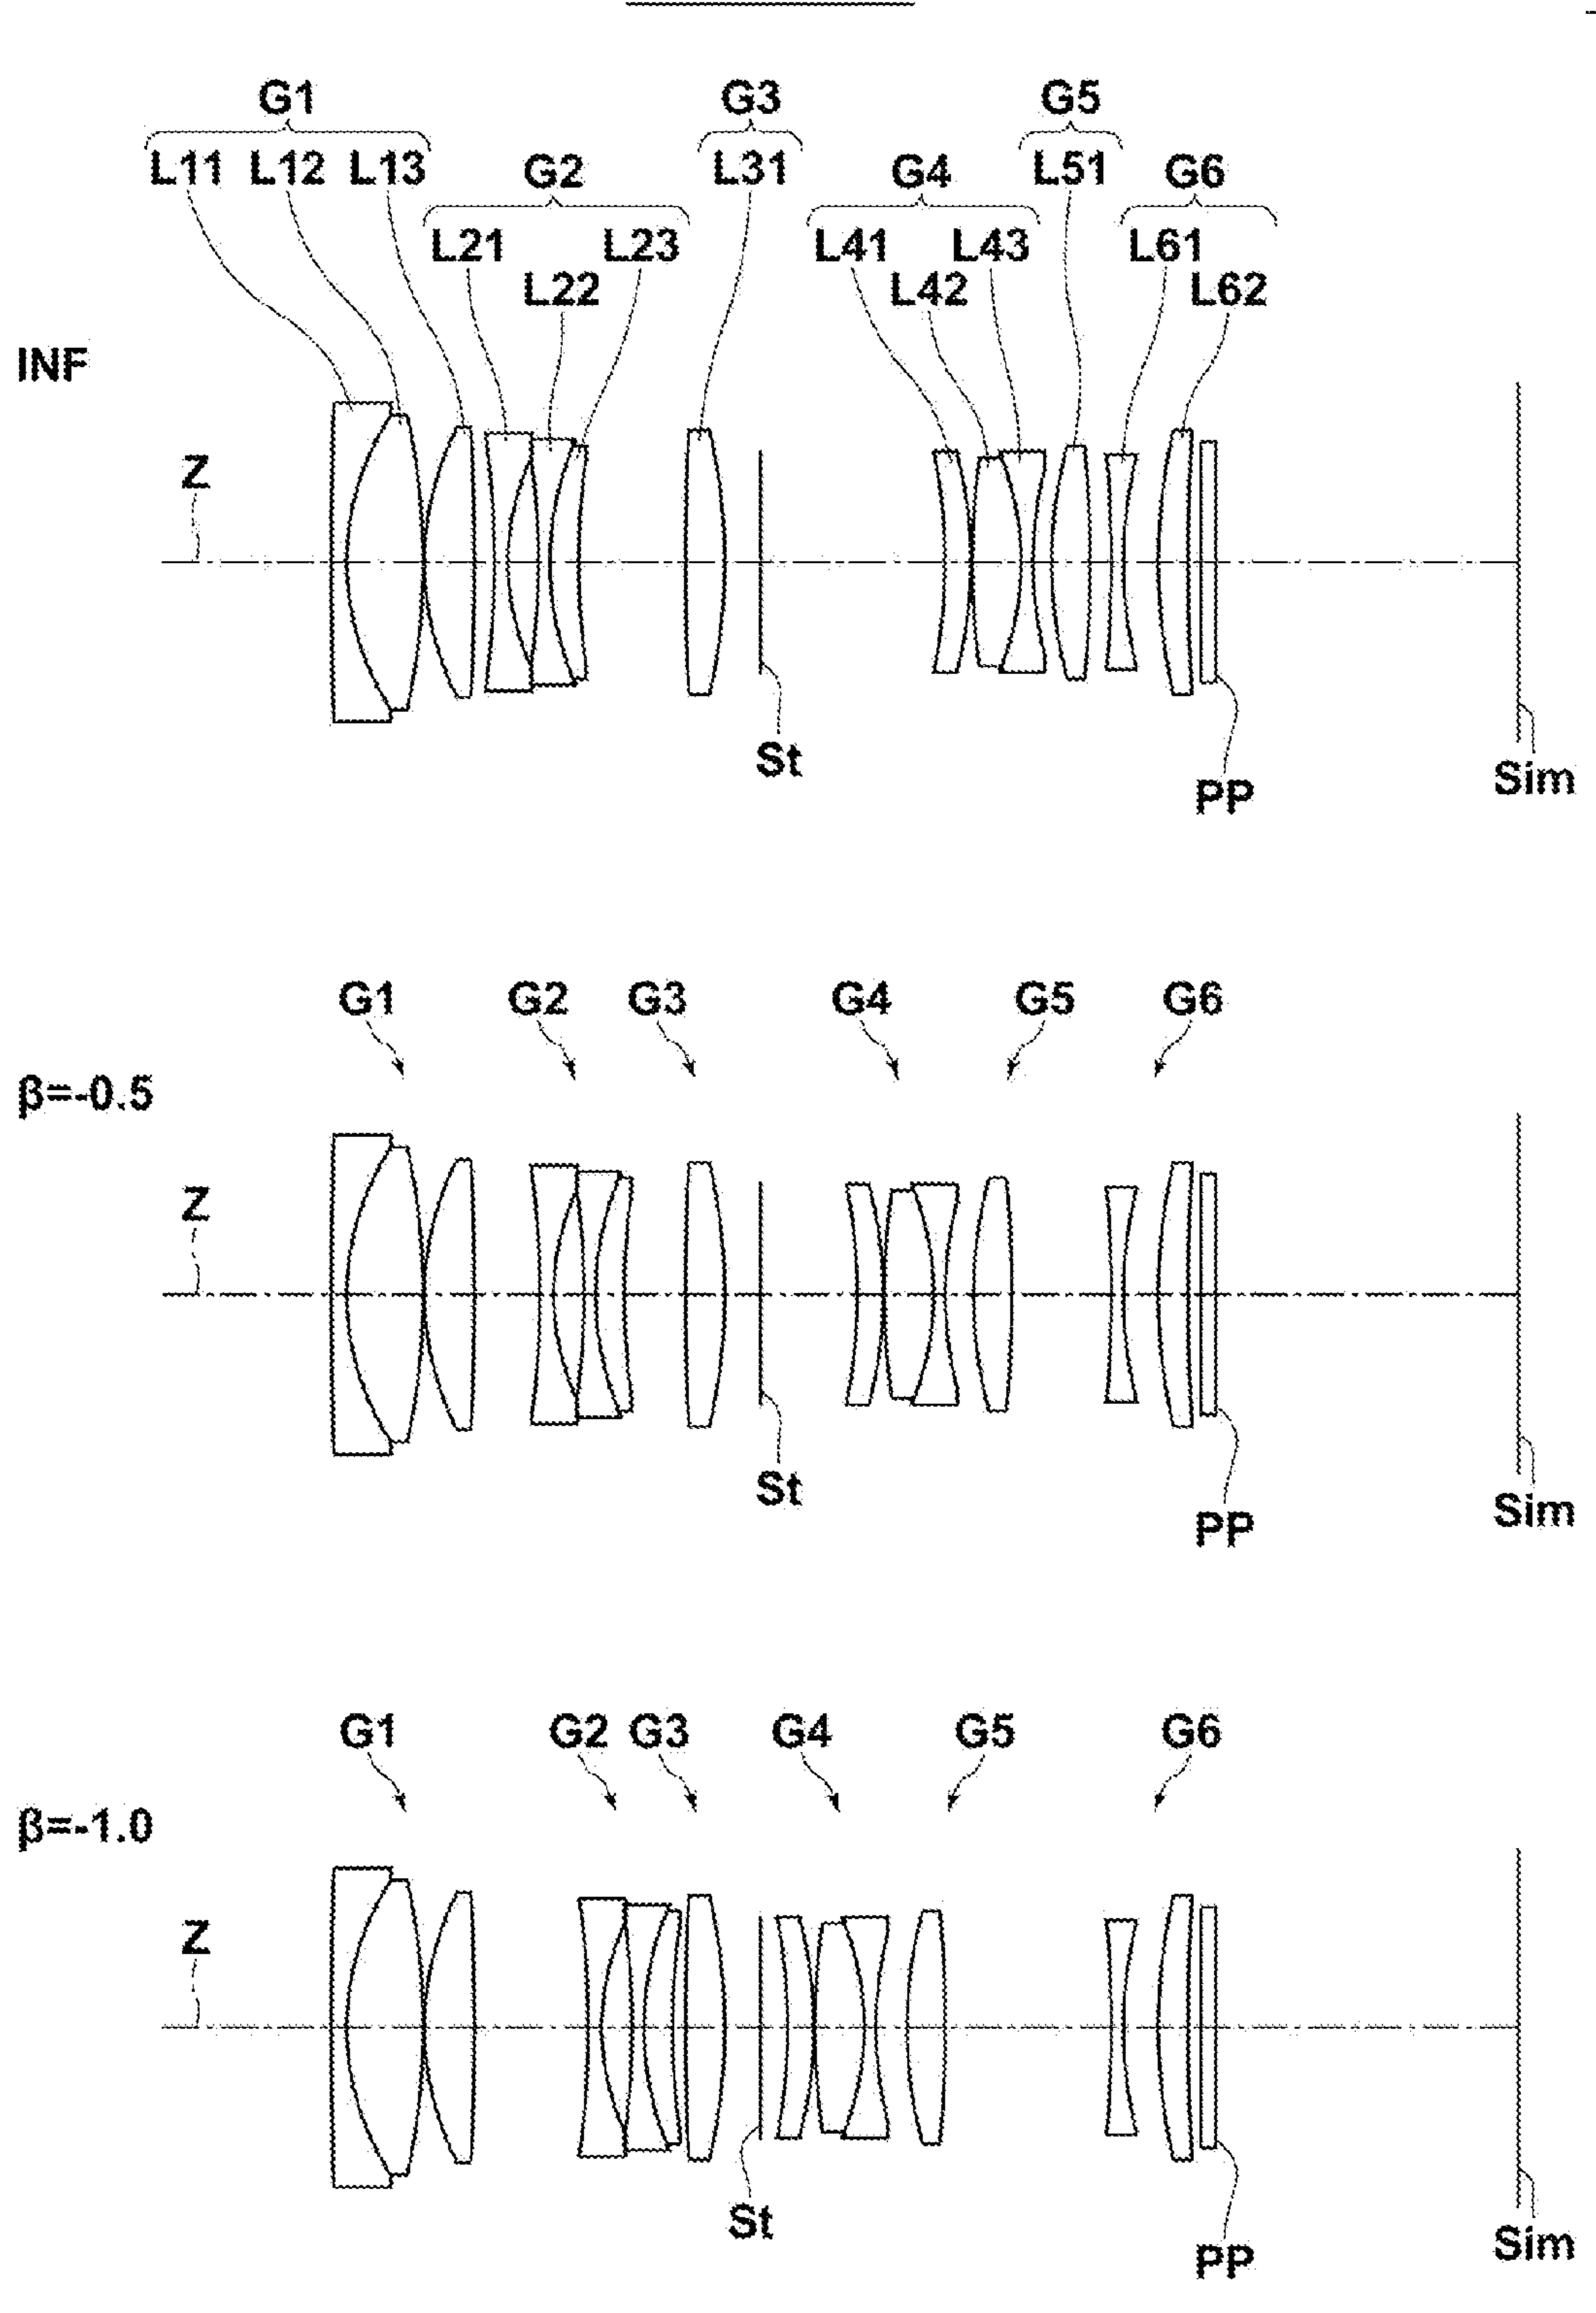 G1 G3 G5
L11 L12 L13 G2 L31 G4 L51 G6
L21 L23 L41 L43 L61
L22 L42 L62
INF
Z
St
PP
Sim
G1 G2 G3 G4 G5 G6
β=-0.5
Z
St
PP
Sim
G1 G2 G3 G4 G5 G6
β=-1.0
Z
St
PP
Sim